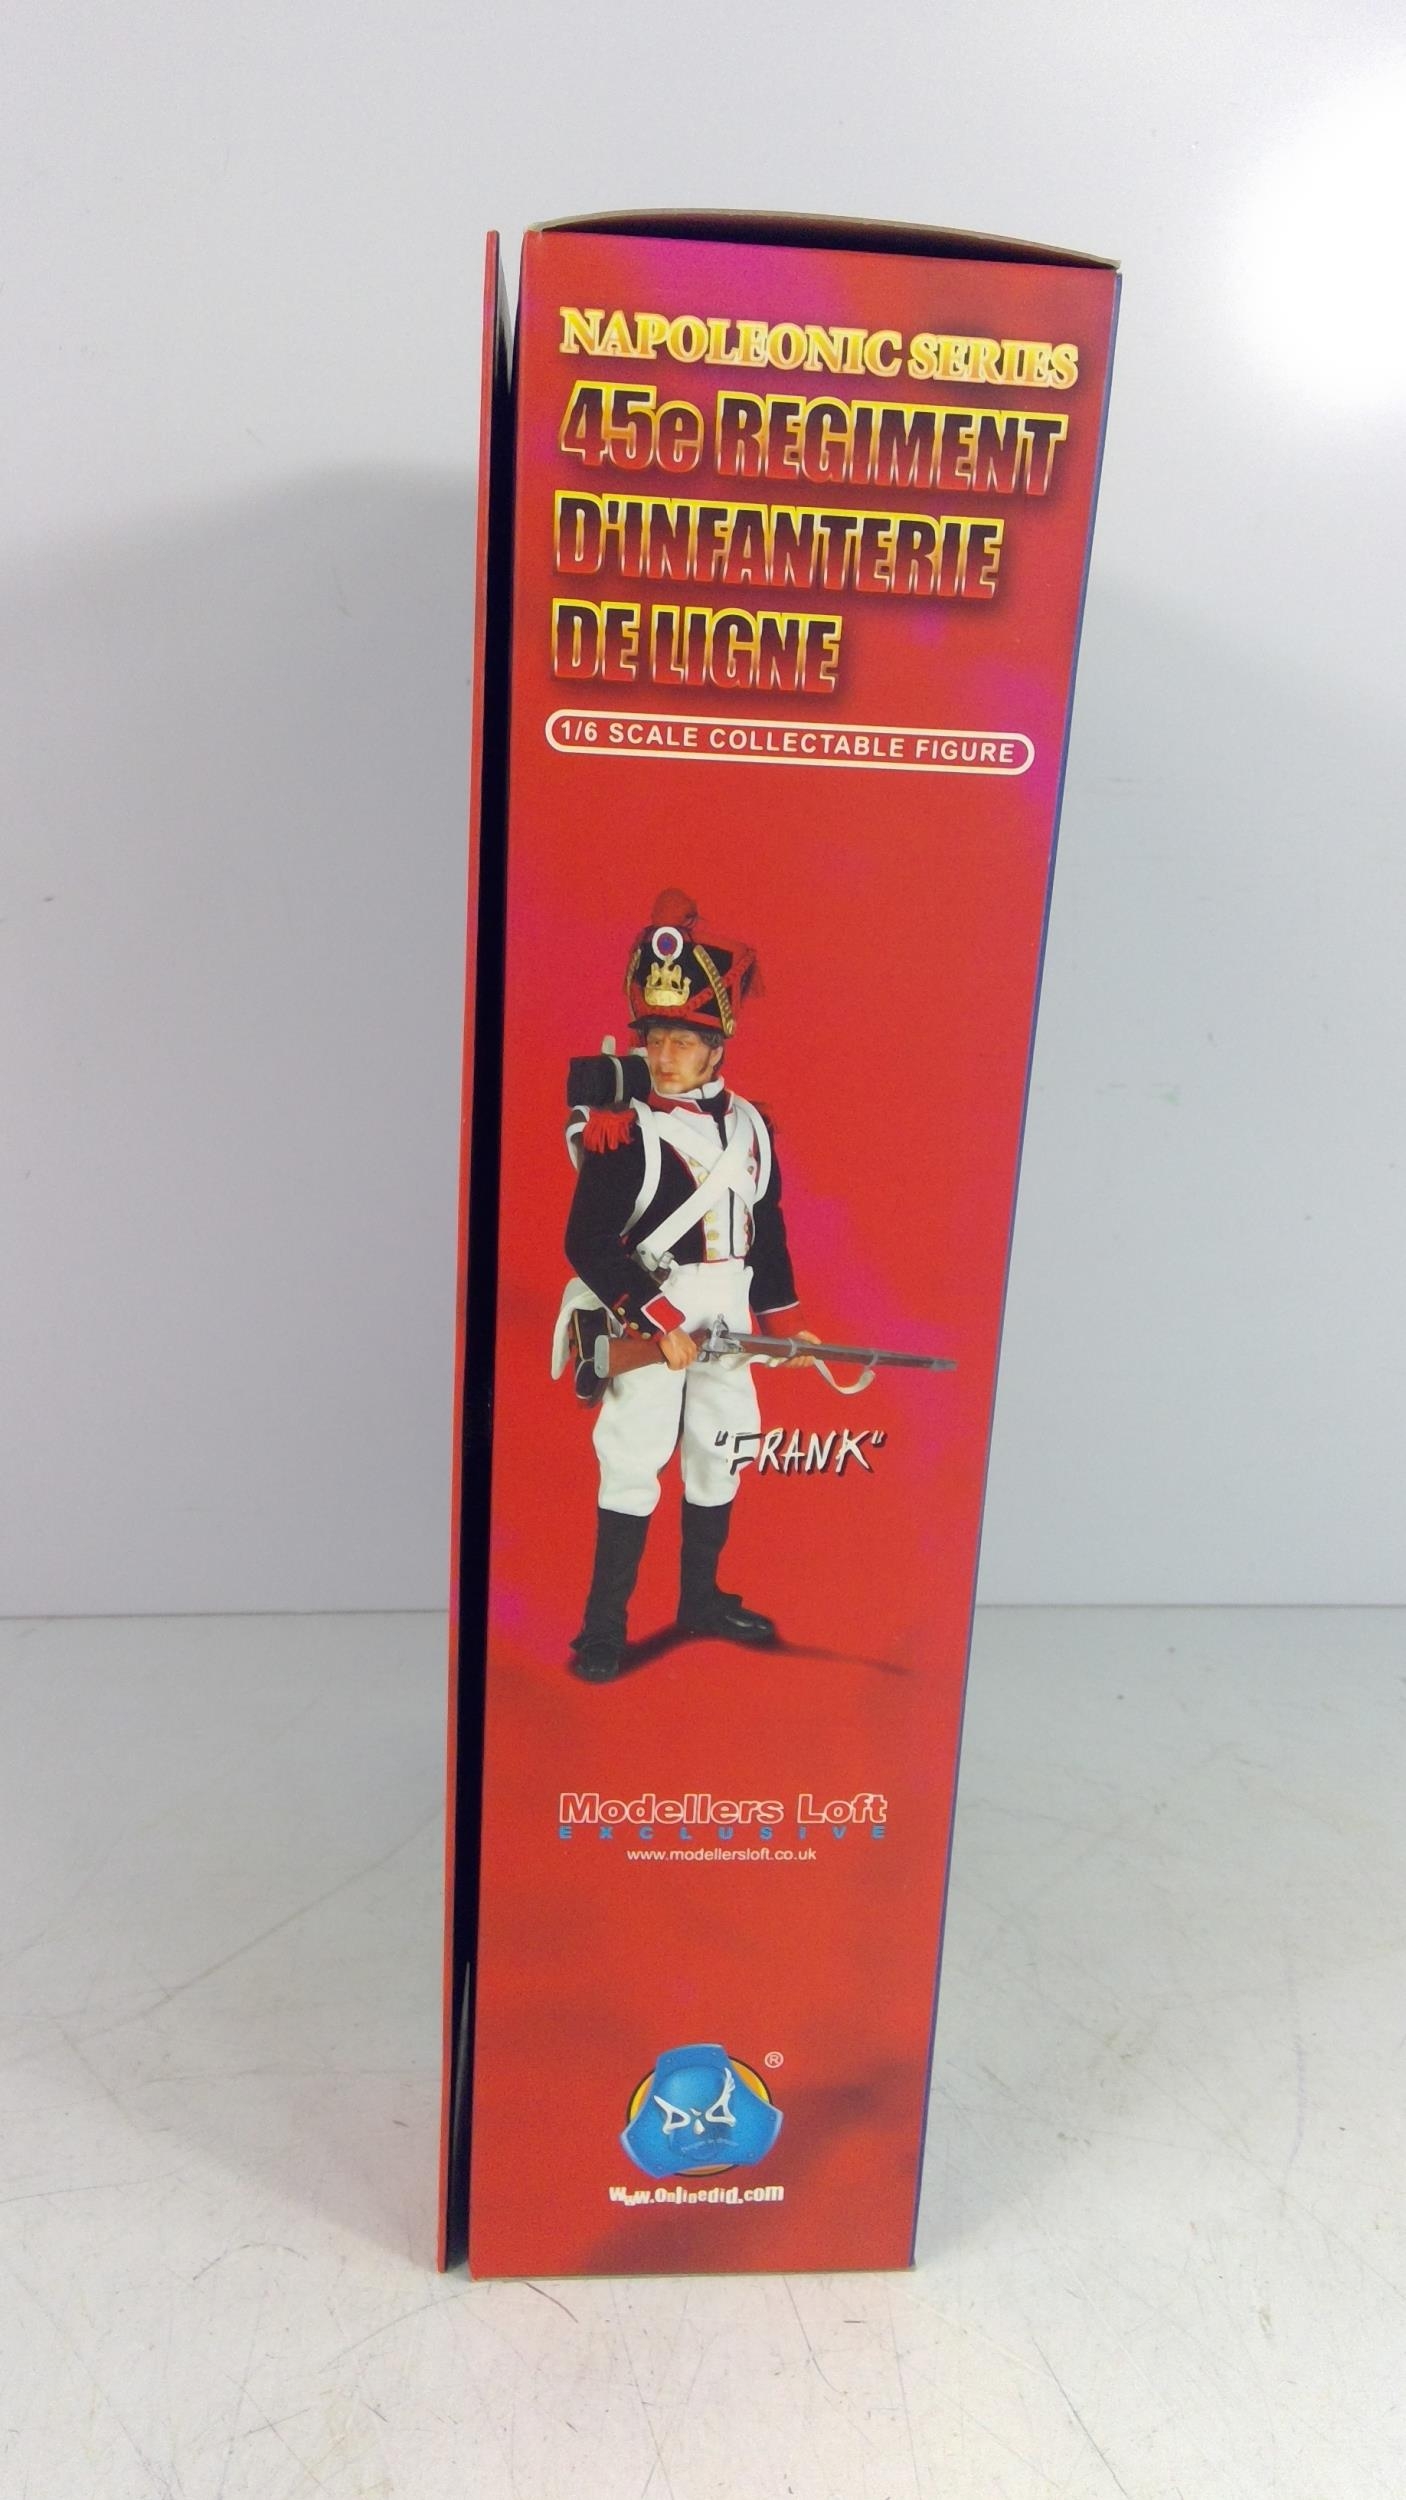 NAPOLEONIC SERIES
45e REGIMENT
D'INFANTERIE
DE LIGNE
1/6 SCALE COLLECTABLE FIGURE
"FRANK"
Modellers Loft
EXCLUSIVE
www.modellersloft.co.uk
®
DiD
www.onlinedid.com